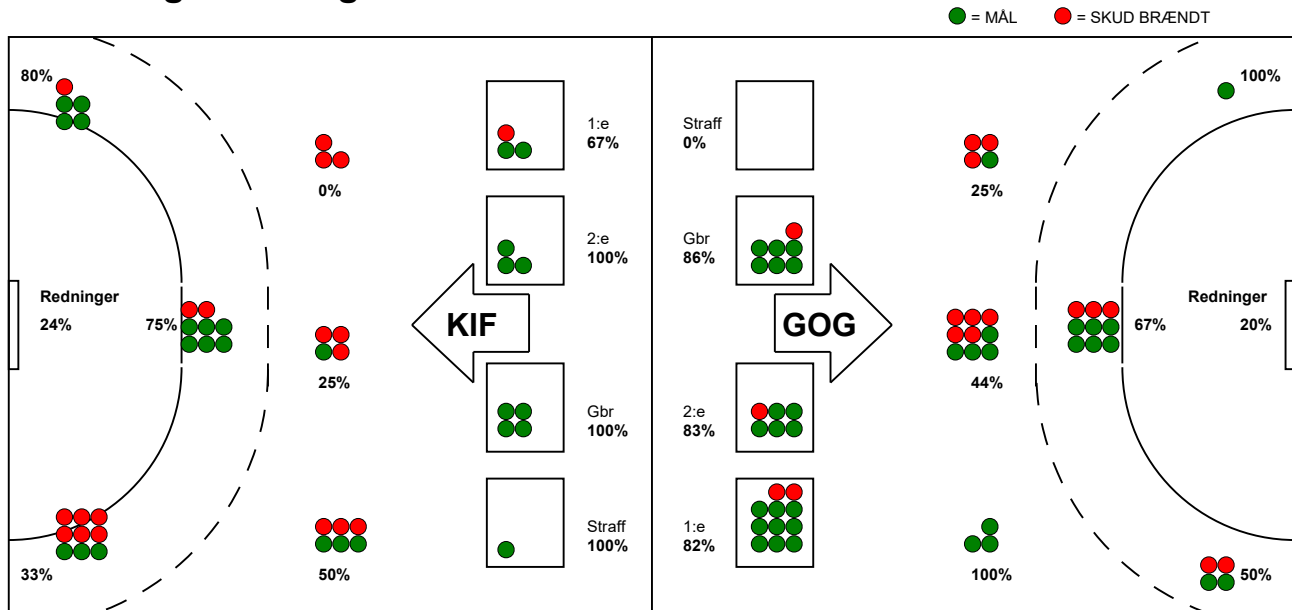 = MÅL
= SKUD BRÆNDT
80%
0%
1:e
67%
2:e
100%
Redninger
24%
75%
25%
KIF
Gbr
100%
33%
50%
Straff
100%
Straff
0%
25%
100%
Gbr
86%
GOG
44%
67%
Redninger
20%
2:e
83%
1:e
82%
100%
50%